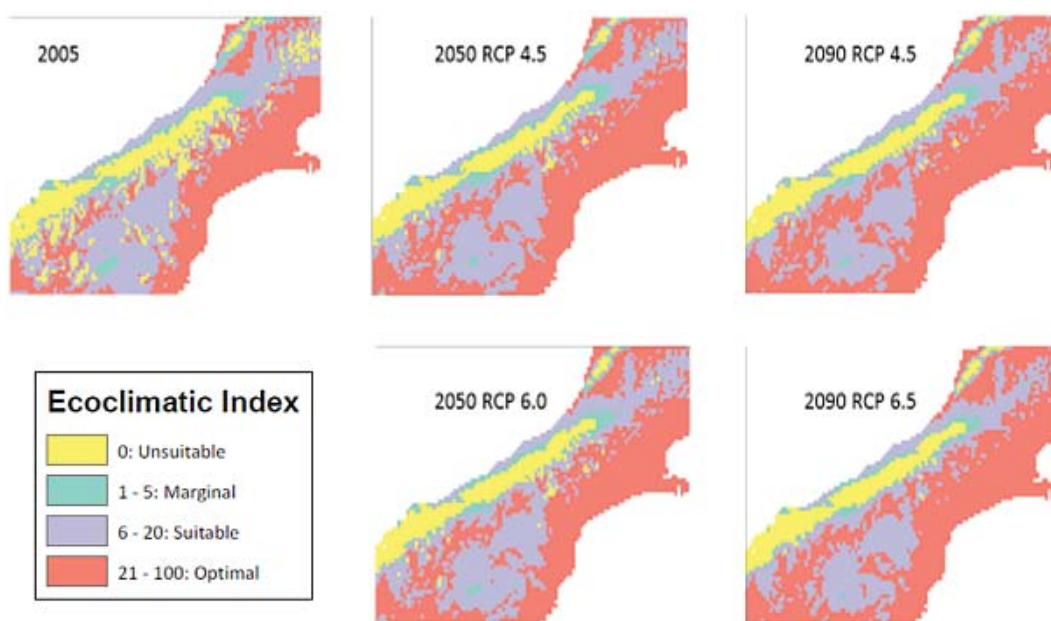 2005
2050 RCP 4.5
2090 RCP 4.5
2050 RCP 6.0
2090 RCP 6.5
Ecoclimatic Index
0: Unsuitable
1 - 5: Marginal
6 - 20: Suitable
21 - 100: Optimal